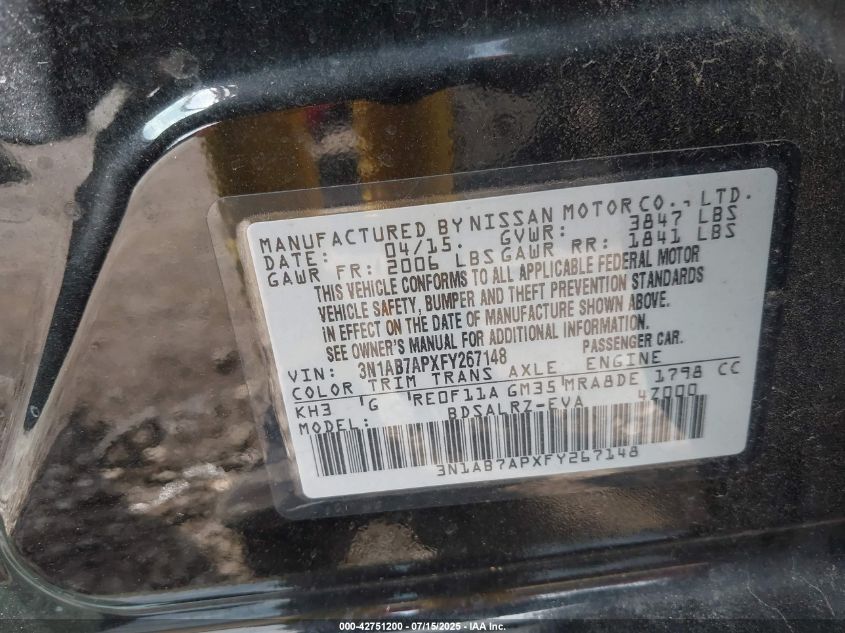 MANUFACTURED BY NISSAN MOTOR CO., LTD.
DATE: 04/15. GVWR: 3847 LBS
GAWR FR: 2006 LBS GAWR RR: 1841 LBS
THIS VEHICLE CONFORMS TO ALL APPLICABLE FEDERAL MOTOR
VEHICLE SAFETY, BUMPER AND THEFT PREVENTION STANDARDS
IN EFFECT ON THE DATE OF MANUFACTURE SHOWN ABOVE.
SEE OWNER'S MANUAL FOR ADDITIONAL INFORMATION.
VIN: 3N1AB7APXFY267148 PASSENGER CAR.
COLOR TRIM TRANS AXLE ENGINE
KH3 G RE0F11A GM35 MRA8DE 1798 CC
MODEL: BDSALRZ-EVA 4Z000
3N1AB7APXFY267148
000-42751200 - 07/15/2025 - IAA Inc.